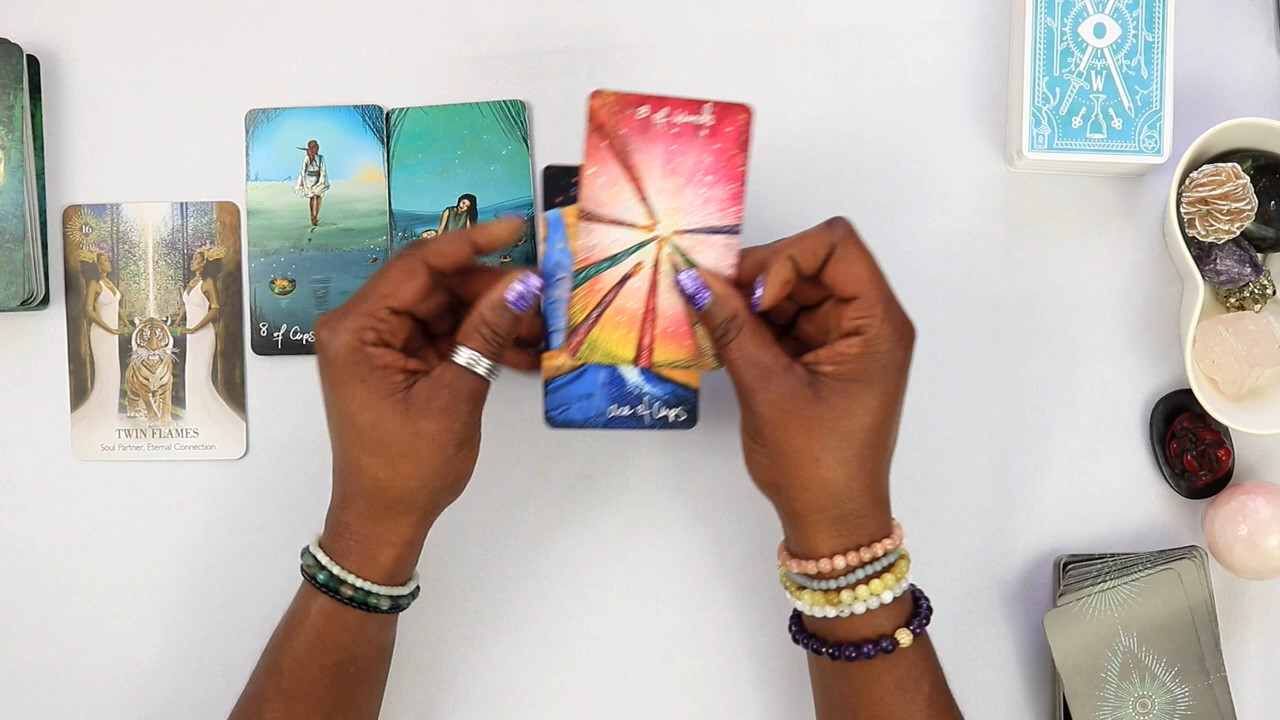 16
TWIN FLAMES
Soul Partner, Eternal Connection
8 of Cups
8 of wands
ace of cups
W